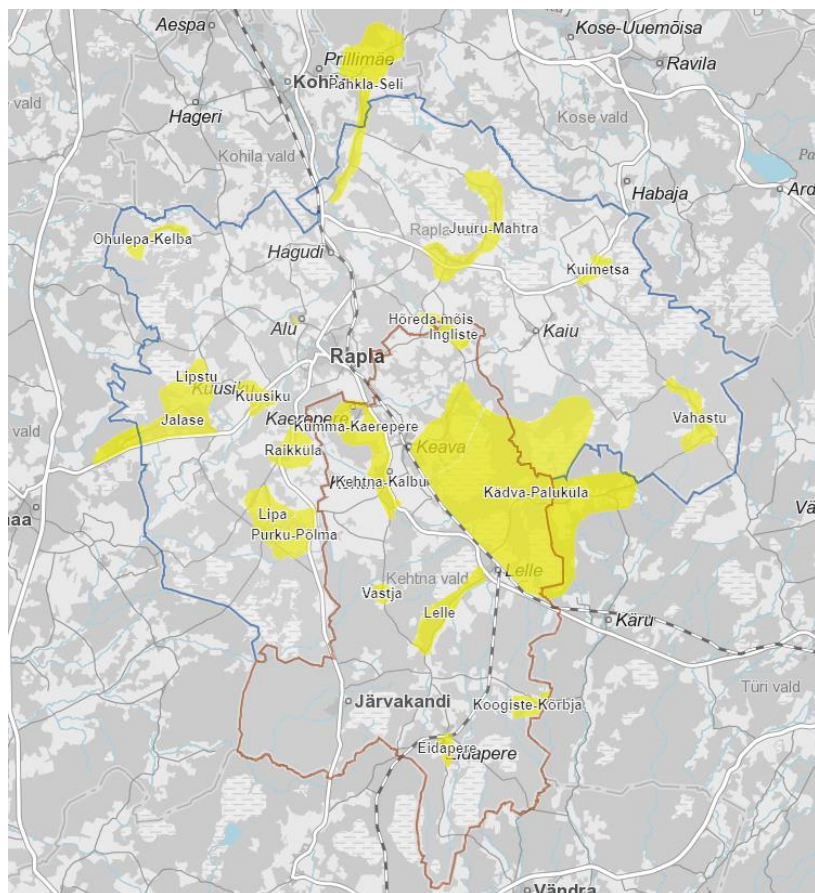 Aespa
Kose-Uuemõisa
Prillimäe
Ravila
Kohila
Pahkla-Seli
Hageri
Kohila vald
Kose vald
Habaja
Ard
Juuru-Mahtra
Rapla
Ohulepa-Kelba
Hagudi
Kuimetsa
Alu
Hõreda mõis
Ingliste
Kaiu
Rapla
Lipstu
Kuusiku
Kuusiku
Jalase
Kaerepere
Kumma-Kaerepere
Vahastu
vald
Raikküla
Keava
Kehtna-Kalbu
Kädva-Palukula
maa
Lipa
Purku-Põlma
Lelle
Kehtna vald
Vastja
Lelle
Käru
Türi vald
Järvakandi
Koogiste-Kõrbja
Eidapere
Eidapere
Vändra